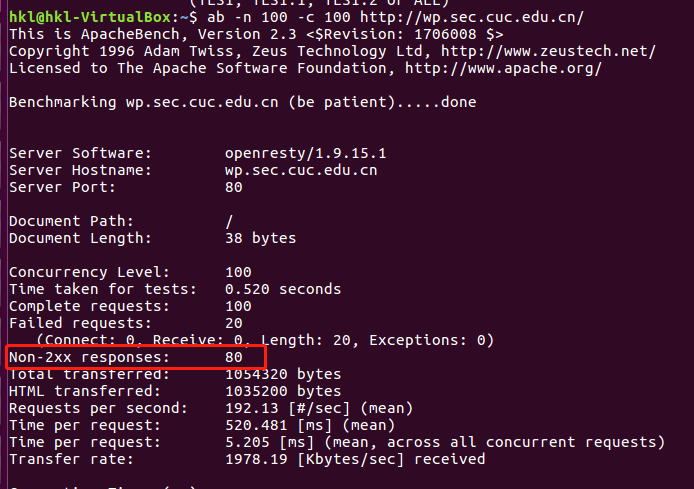 (TLS1, TLS1.1, TLS1.2 or ALL)
hkl@hkl-VirtualBox:~$ ab -n 100 -c 100 http://wp.sec.cuc.edu.cn/
This is ApacheBench, Version 2.3 <$Revision: 1706008 $>
Copyright 1996 Adam Twiss, Zeus Technology Ltd, http://www.zeustech.net/
Licensed to The Apache Software Foundation, http://www.apache.org/
Benchmarking wp.sec.cuc.edu.cn (be patient).....done
Server Software: openresty/1.9.15.1
Server Hostname: wp.sec.cuc.edu.cn
Server Port: 80
Document Path: /
Document Length: 38 bytes
Concurrency Level: 100
Time taken for tests: 0.520 seconds
Complete requests: 100
Failed requests: 20
(Connect: 0, Receive: 0, Length: 20, Exceptions: 0)
Non-2xx responses: 80
Total transferred: 1054320 bytes
HTML transferred: 1035200 bytes
Requests per second: 192.13 [#/sec] (mean)
Time per request: 520.481 [ms] (mean)
Time per request: 5.205 [ms] (mean, across all concurrent requests)
Transfer rate: 1978.19 [Kbytes/sec] received